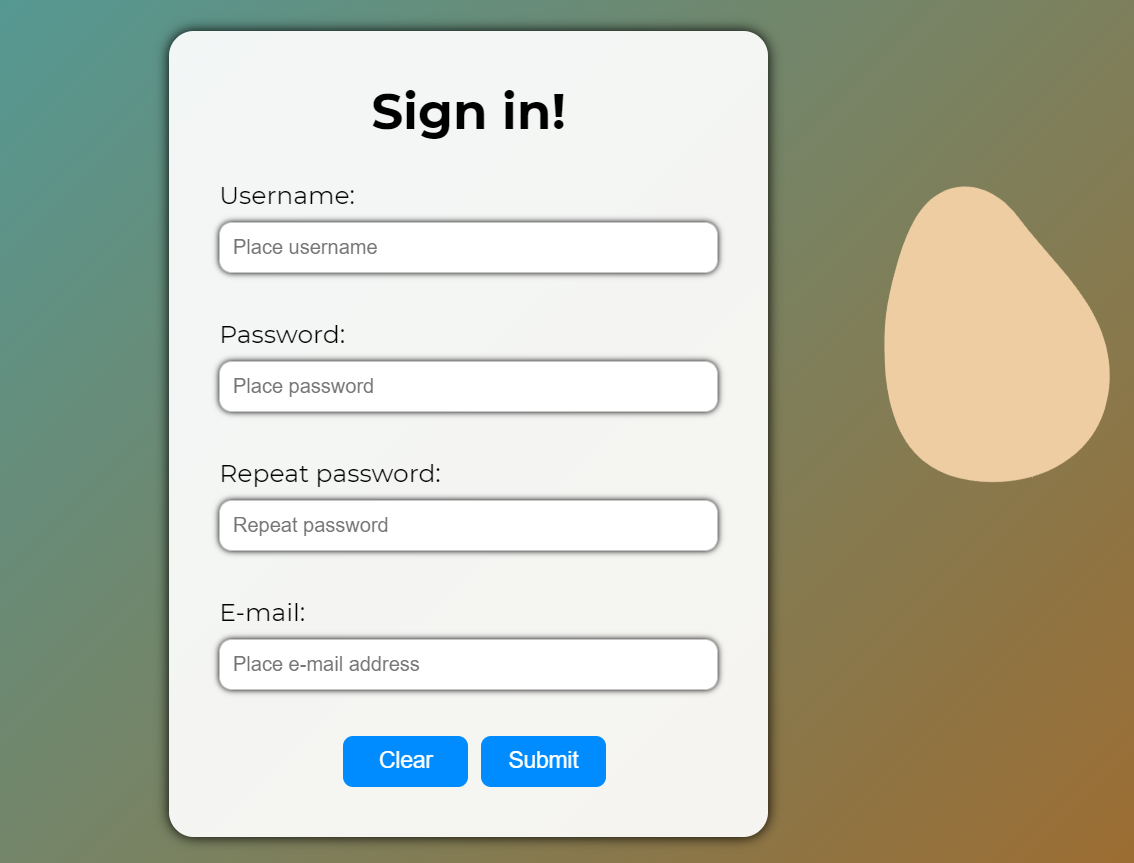 Sign in!
Username:
Place username
Password:
Place password
Repeat password:
Repeat password
E-mail:
Place e-mail address
Clear Submit